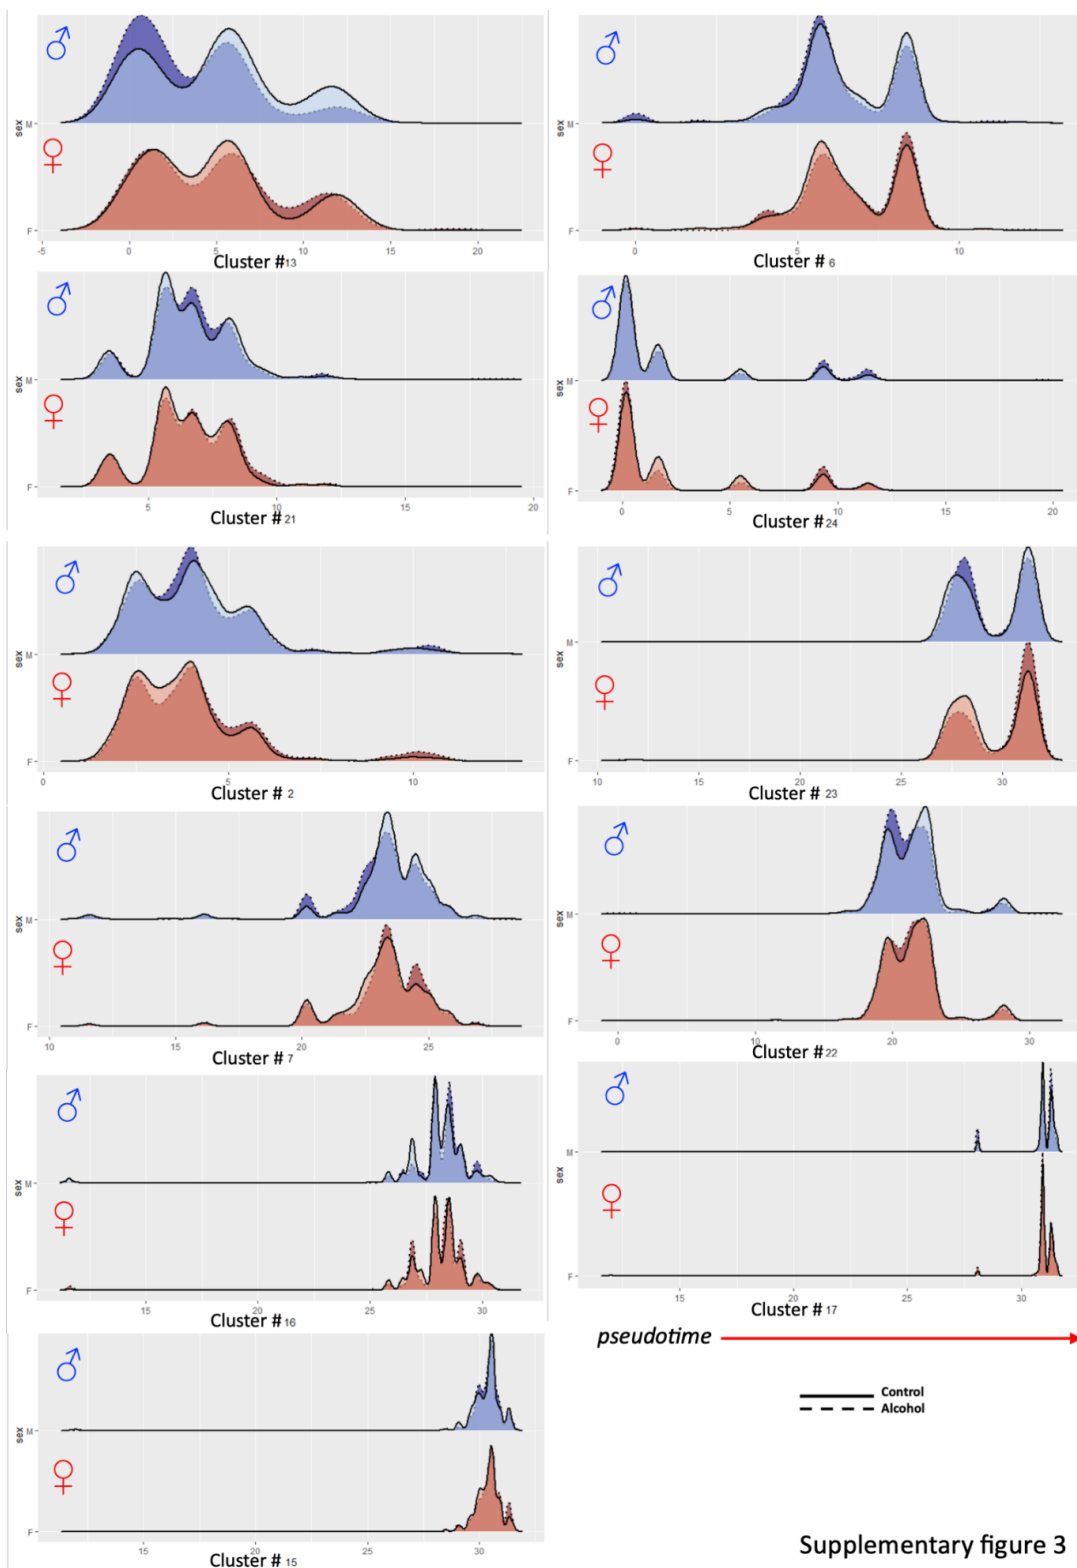 sex
M
F
-5 0 5 10 15 20
Cluster #13
sex
M
F
0 5 10
Cluster # 6
sex
M
F
5 10 15 20
Cluster # 21
sex
M
F
0 5 10 15 20
Cluster # 24
sex
M
F
0 5 10
Cluster # 2
sex
M
F
10 15 20 25 30
Cluster # 23
sex
M
F
10 15 20 25
Cluster # 7
sex
M
F
0 10 20 30
Cluster # 22
sex
M
F
15 20 25 30
Cluster # 16
sex
M
F
15 20 25 30
Cluster # 17
pseudotime
Control
Alcohol
sex
M
F
15 20 25 30
Cluster # 15
Supplementary figure 3